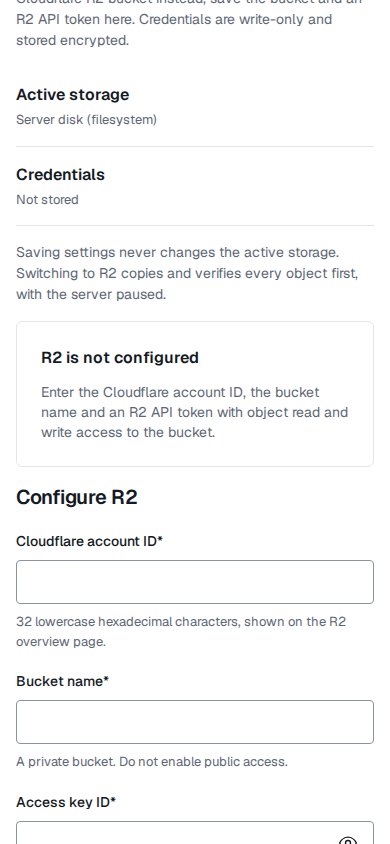 Cloudflare R2 bucket instead, save the bucket and an
R2 API token here. Credentials are write-only and
stored encrypted.
Active storage
Server disk (filesystem)
Credentials
Not stored
Saving settings never changes the active storage.
Switching to R2 copies and verifies every object first,
with the server paused.
R2 is not configured
Enter the Cloudflare account ID, the bucket
name and an R2 API token with object read and
write access to the bucket.
Configure R2
Cloudflare account ID*
32 lowercase hexadecimal characters, shown on the R2
overview page.
Bucket name*
A private bucket. Do not enable public access.
Access key ID*